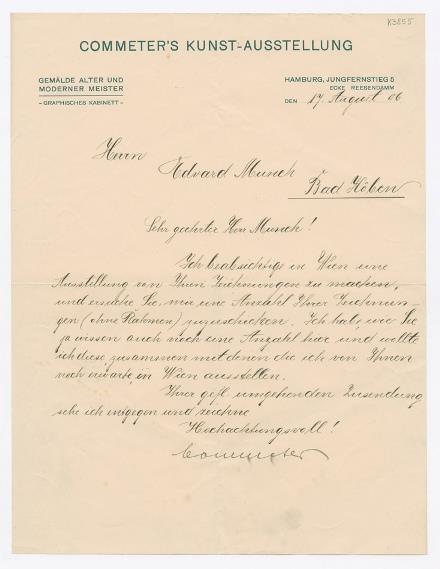 K3855
COMMETER'S KUNST-AUSSTELLUNG
GEMÄLDE ALTER UND
MODERNER MEISTER
- GRAPHISCHES KABINETT -
HAMBURG, JUNGFERNSTIEG 5
ECKE REESENDAMM
DEN 17 August 06
Herrn
Edvard Munch
Bad Köben
Sehr geehrter Herr Munch!
Ich beabsichtige in Wien eine
Ausstellung von Ihren Zeichnungen zu machen,
und ersuche Sie, mir eine Anzahl Ihrer Zeichnun-
gen (ohne Rahmen) zuzuschicken. Ich habe, wie Sie
ja wissen auch noch eine Anzahl hier und wollte
ich diese, zusammen mit denen die ich von Ihnen
noch erwarte, in Wien ausstellen.
Ihrer gefl. umgehenden Zusendung
sehe ich entgegen und zeichne
Hochachtungsvoll!
Commeter